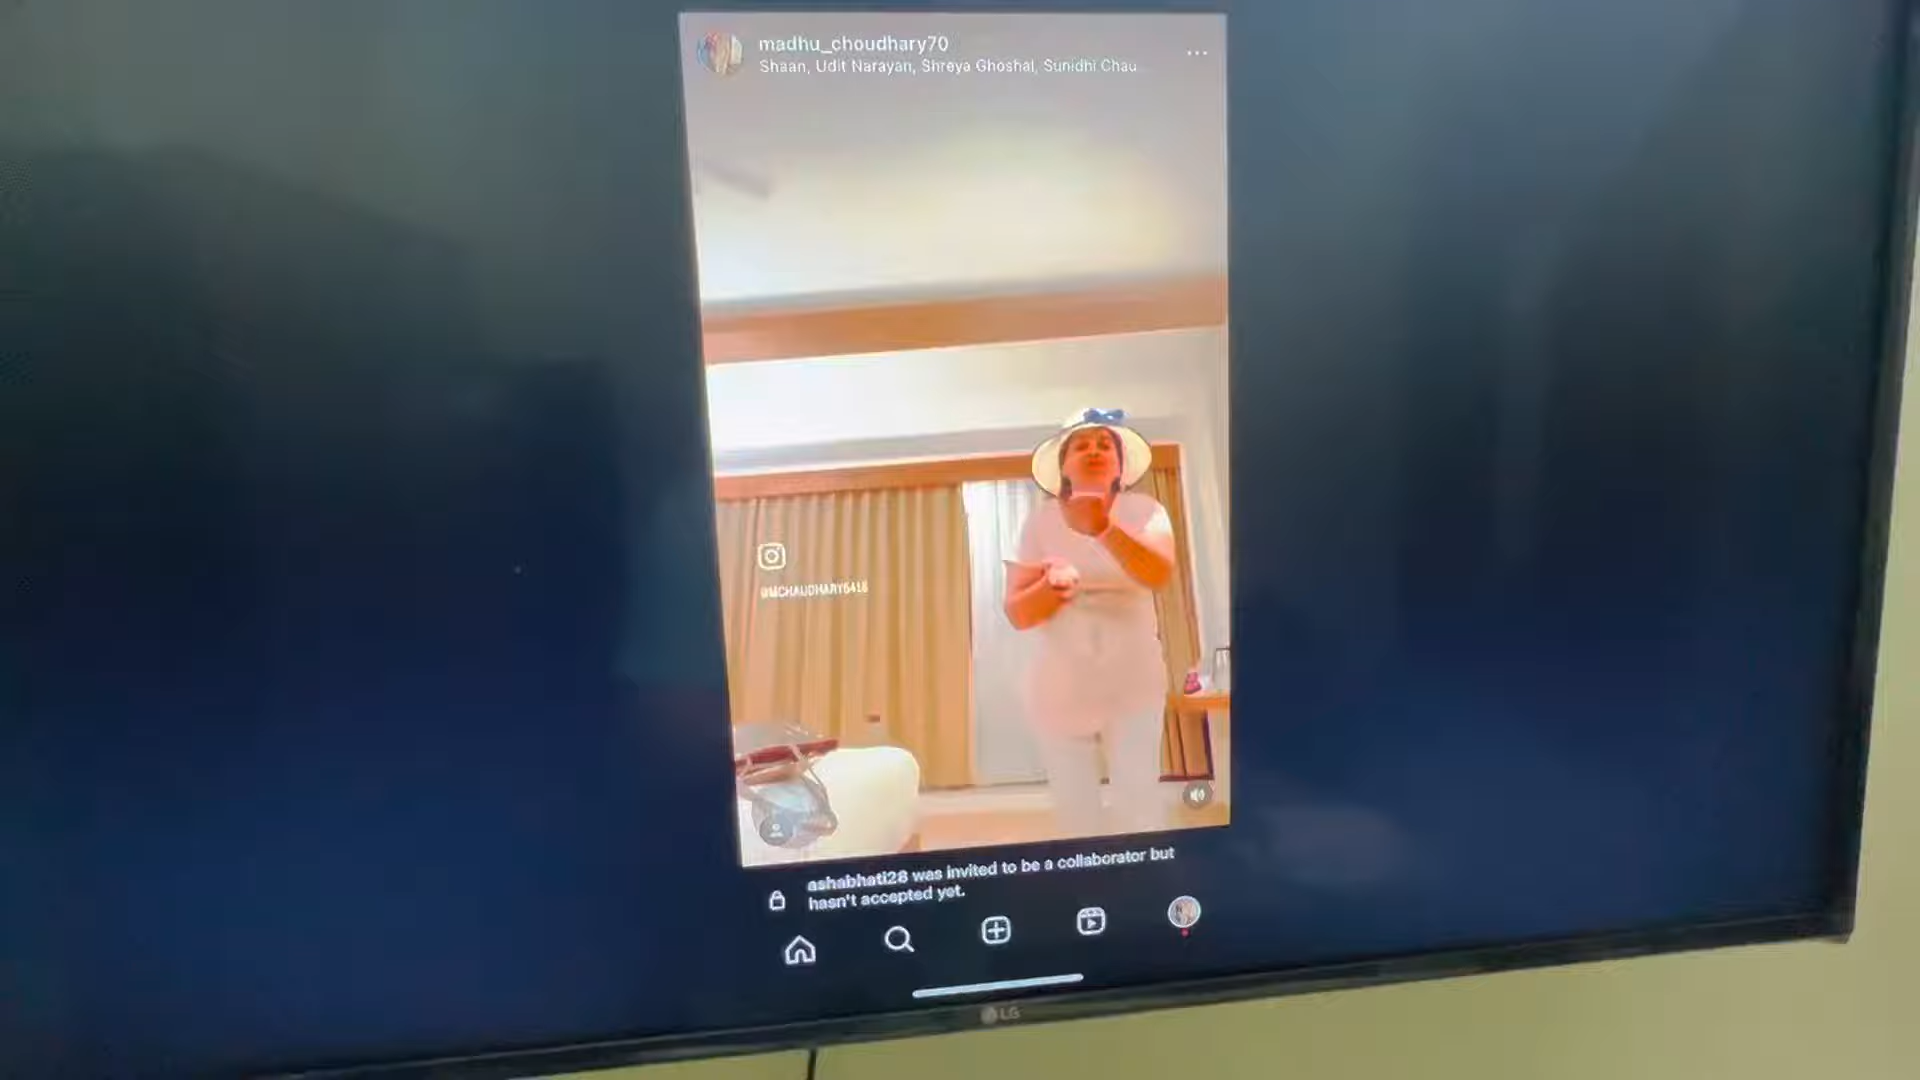 madhu_choudhary70
Shaan, Udit Narayan, Shreya Ghoshal, Sunidhi Chau
@MCHAUDHARY5416
ashabhati28 was invited to be a collaborator but
hasn't accepted yet.
LG